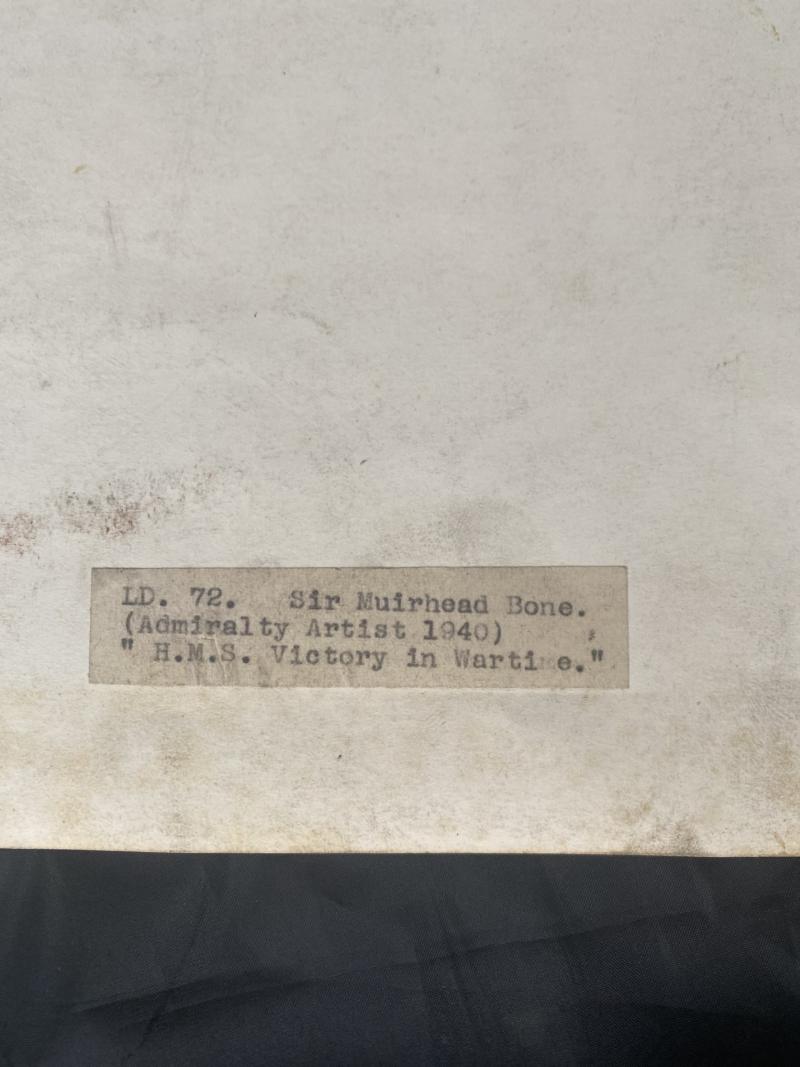 LD. 72. Sir Muirhead Bone.
(Admiralty Artist 1940)
" H.M.S. Victory in Wartime."